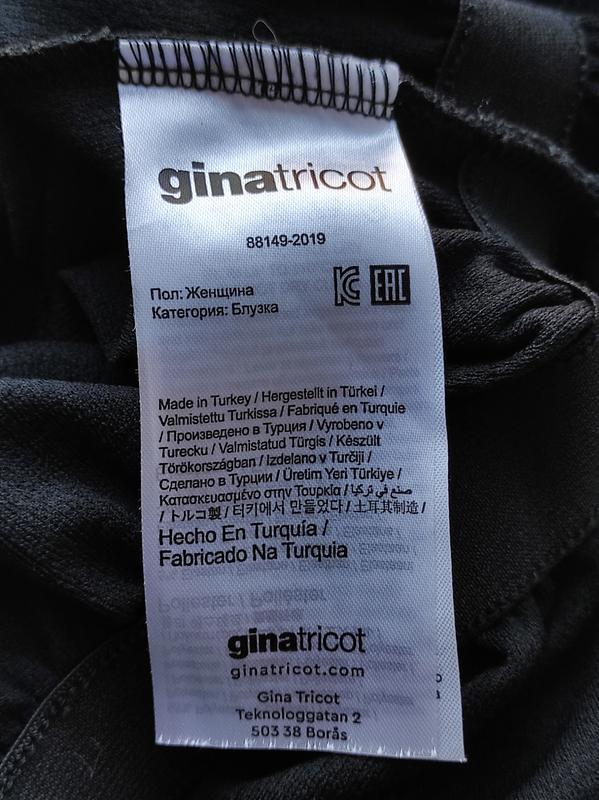 ginatricot
88149-2019
Пол: Женщина
Категория: Блузка
EAC
Made in Turkey / Hergestellt in Türkei /
Valmistettu Turkissa / Fabriqué en Turquie
/ Произведено в Турция / Vyrobeno v
Turecku / Valmistatud Türgis / Készült
Törökországban / Izdelano v Turčiji /
Сделано в Турции / Üretim Yeri Türkiye /
Κατασκευασμένο στην Τουρκία / صنع في تركيا
/ トルコ製 / 터키에서 만들었다 / 土耳其制造 /
Hecho En Turquía /
Fabricado Na Turquia
ginatricot
ginatricot.com
Gina Tricot
Teknologgatan 2
503 38 Borås